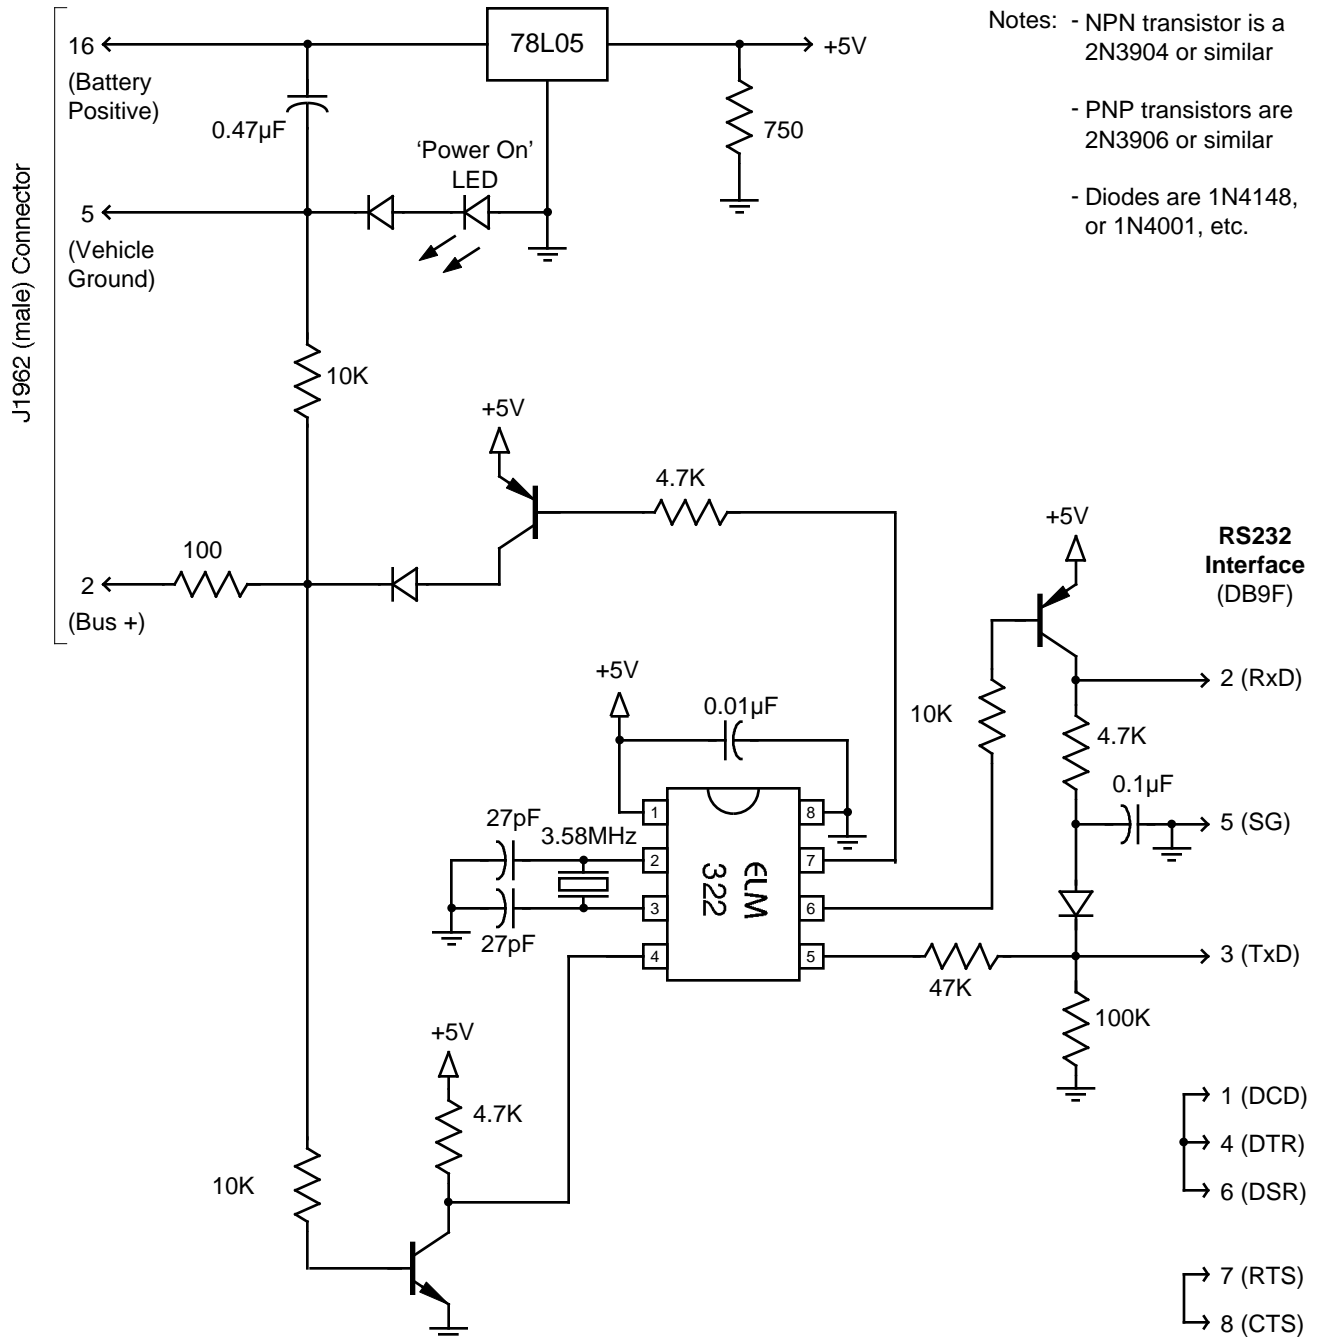 J1962 (male) Connector
16
(Battery
Positive)
0.47µF
78L05
+5V
750
‘Power On’
LED
5
(Vehicle
Ground)
Notes: - NPN transistor is a
2N3904 or similar
- PNP transistors are
2N3906 or similar
- Diodes are 1N4148,
or 1N4001, etc.
10K
+5V
4.7K
100
2
(Bus +)
+5V
RS232
Interface
(DB9F)
2 (RxD)
10K
4.7K
0.1µF
5 (SG)
+5V
0.01µF
27pF
3.58MHz
27pF
1
2
3
4
8
7
6
5
ELM
322
47K
3 (TxD)
100K
+5V
4.7K
10K
1 (DCD)
4 (DTR)
6 (DSR)
7 (RTS)
8 (CTS)